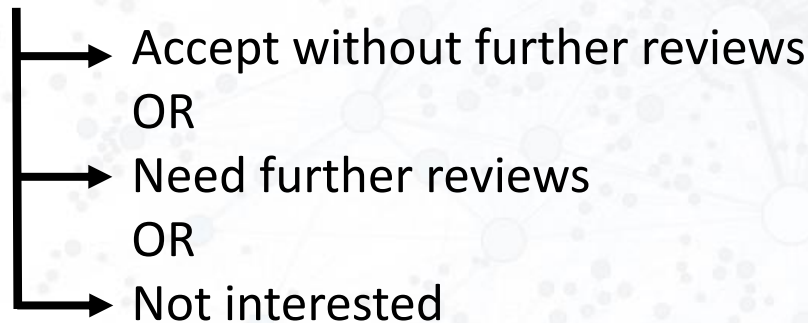 Accept without further reviews
OR
Need further reviews
OR
Not interested